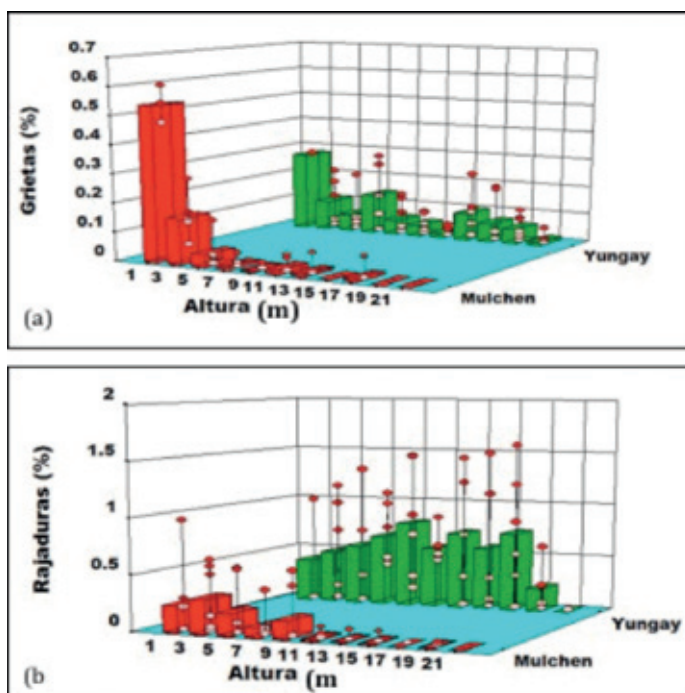 0.7
0.6
0.5
0.4
0.3
0.2
0.1
0
Grietas (%)
1 3 5 7 9 11 13 15 17 19 21
Altura (m)
Yungay
Mulchen
(a)
2
1.5
1
0.5
0
Rajaduras (%)
1 3 5 7 9 11 13 15 17 19 21
Altura (m
Yungay
Mulchen
(b